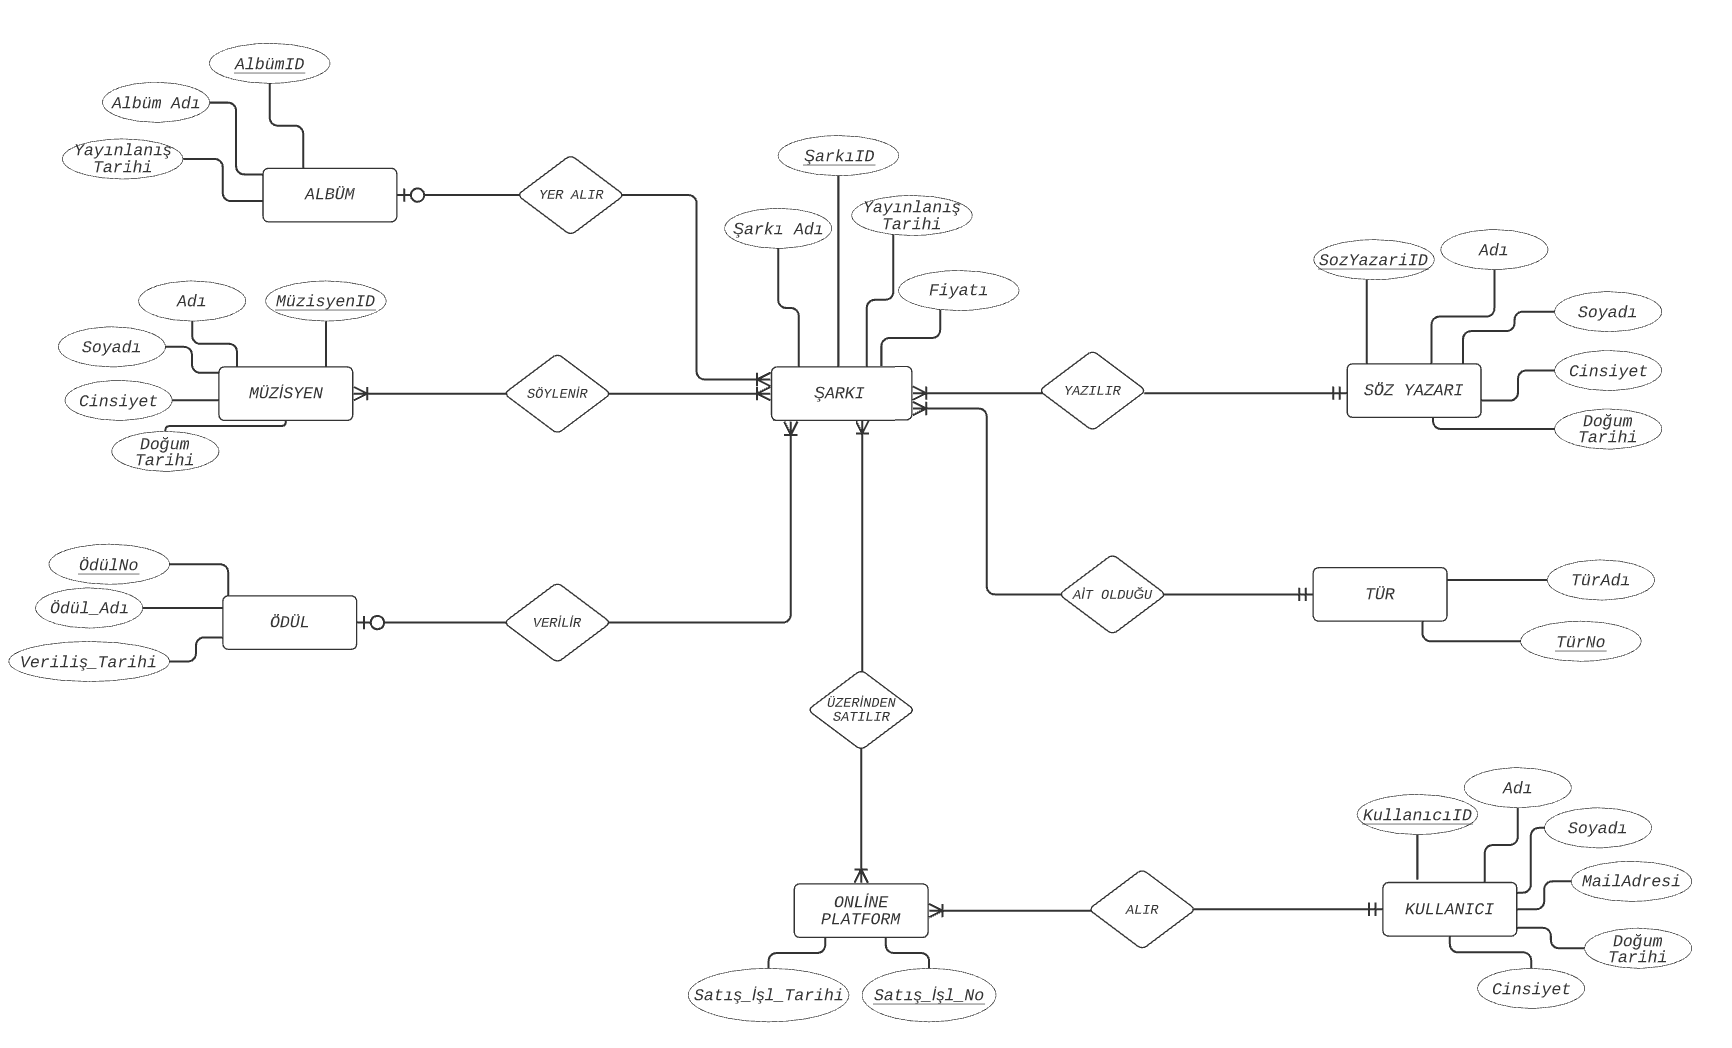 AlbümID
Albüm Adı
Yayınlanış
Tarihi
ALBÜM
YER ALIR
ŞarkıID
Şarkı Adı
Yayınlanış
Tarihi
Fiyatı
SozYazariID
Adı
Soyadı
Cinsiyet
Doğum
Tarihi
SÖZ YAZARI
Adı
MüzisyenID
Soyadı
Cinsiyet
Doğum
Tarihi
MÜZİSYEN
SÖYLENİR
ŞARKI
YAZILIR
ÖdülNo
Ödül_Adı
Veriliş_Tarihi
ÖDÜL
VERİLİR
AİT OLDUĞU
TÜR
TürAdı
TürNo
ÜZERİNDEN
SATILIR
ONLİNE
PLATFORM
Satış_İşl_Tarihi
Satış_İşl_No
ALIR
KullanıcıID
Adı
Soyadı
MailAdresi
KULLANICI
Doğum
Tarihi
Cinsiyet